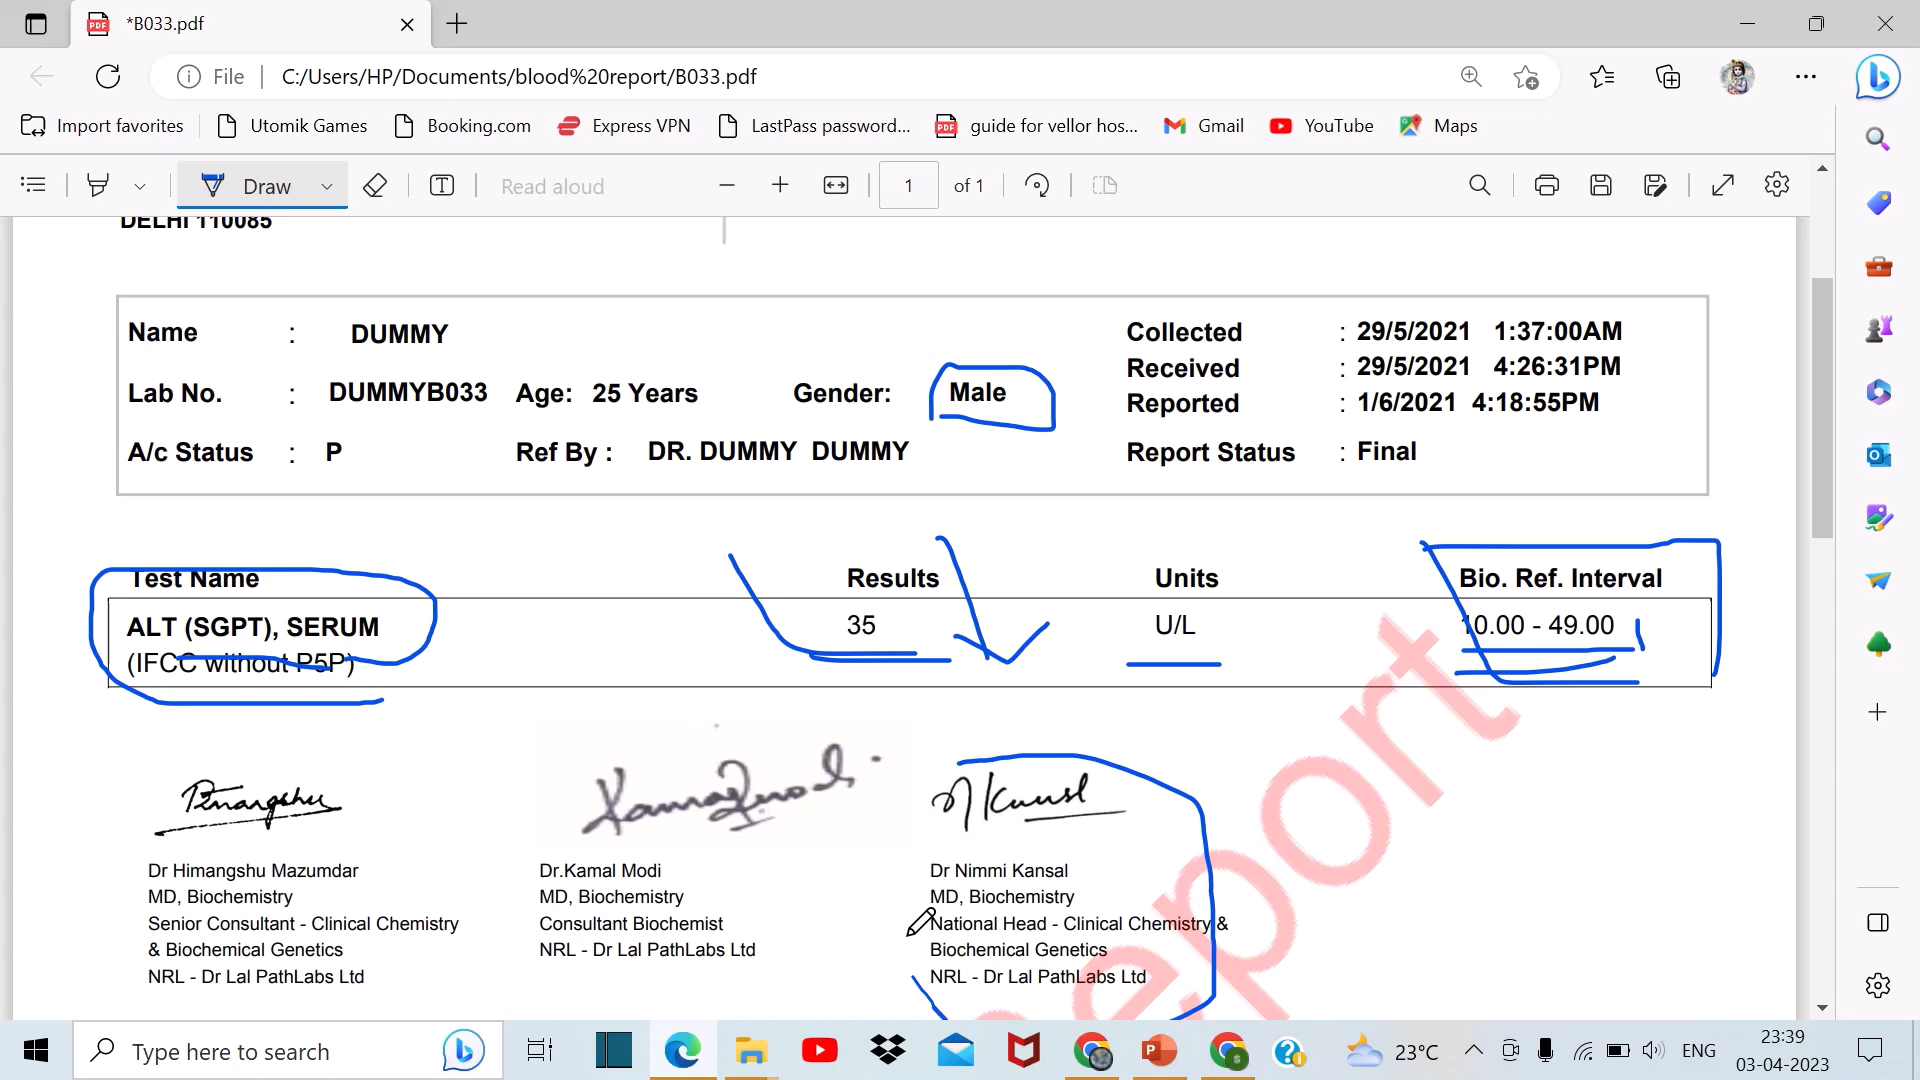 *B033.pdf
File
C:/Users/HP/Documents/blood%20report/B033.pdf
Import favorites
Utomik Games
Booking.com
Express VPN
LastPass password...
guide for vellor hos...
Gmail
YouTube
Maps
Draw
Read aloud
1
of 1
DELHI 110085
Name : DUMMY
Collected : 29/5/2021 1:37:00AM
Received : 29/5/2021 4:26:31PM
Lab No. : DUMMYB033 Age: 25 Years Gender: Male
Reported : 1/6/2021 4:18:55PM
A/c Status : P Ref By : DR. DUMMY DUMMY Report Status : Final
Test Name Results Units Bio. Ref. Interval
ALT (SGPT), SERUM 35 U/L 10.00 - 49.00
(IFCC without P5P)
Dr Himangshu Mazumdar
MD, Biochemistry
Senior Consultant - Clinical Chemistry
& Biochemical Genetics
NRL - Dr Lal PathLabs Ltd
Dr.Kamal Modi
MD, Biochemistry
Consultant Biochemist
NRL - Dr Lal PathLabs Ltd
Dr Nimmi Kansal
MD, Biochemistry
National Head - Clinical Chemistry &
Biochemical Genetics
NRL - Dr Lal PathLabs Ltd
eport
Type here to search
23°C
ENG
23:39
03-04-2023